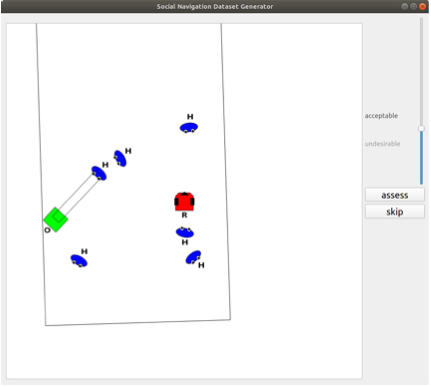 Social Navigation Dataset Generator
H
H
H
acceptable
undesirable
assess
R
skip
O
H
H
H